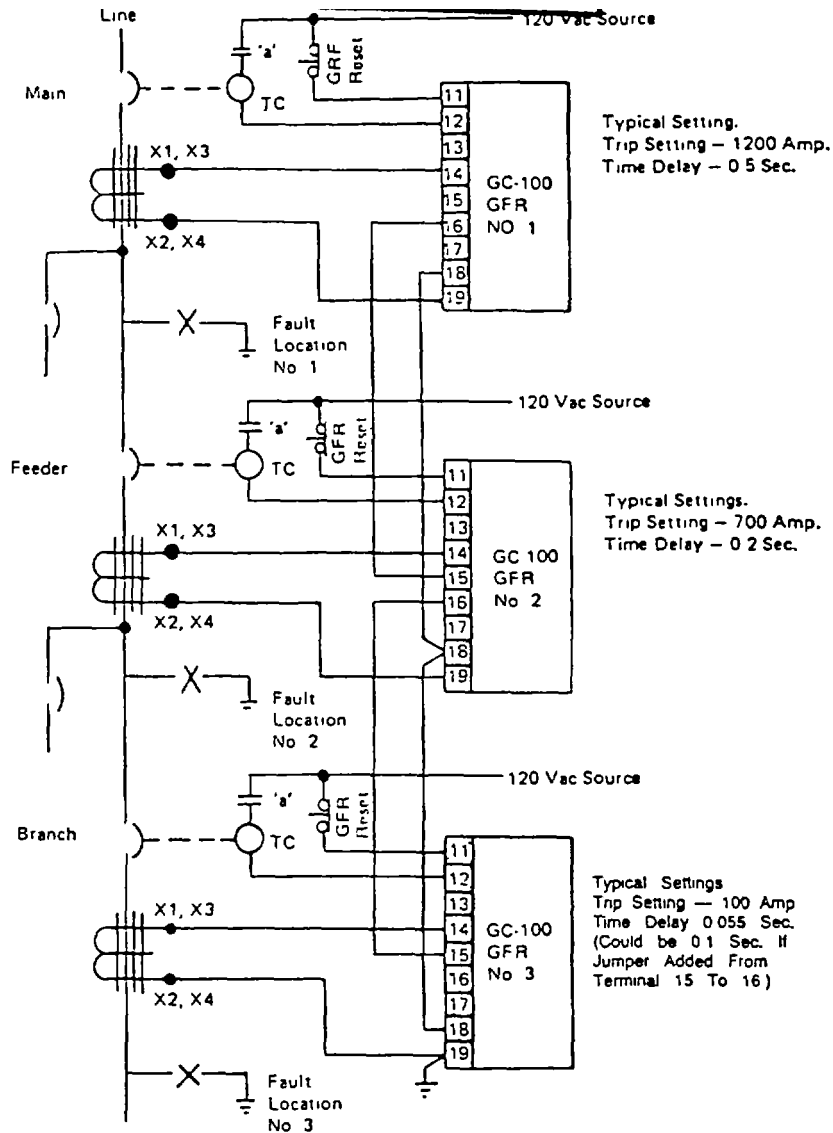 Line
120 Vac Source
'a'
GRF
Reset
Main
TC
11
12
13
14
15
16
17
18
19
GC-100
GFR
NO 1
Typical Setting.
Trip Setting – 1200 Amp.
Time Delay – 0 5 Sec.
X1, X3
X2, X4
Fault
Location
No 1
120 Vac Source
'a'
GFR
Reset
Feeder
TC
11
12
13
14
15
16
17
18
19
GC 100
GFR
No 2
Typical Settings.
Trip Setting – 700 Amp.
Time Delay – 0 2 Sec.
X1, X3
X2, X4
Fault
Location
No 2
120 Vac Source
'a'
GFR
Reset
Branch
TC
11
12
13
14
15
16
17
18
19
GC-100
GFR
No 3
Typical Settings
Trip Setting — 100 Amp
Time Delay 0 055 Sec.
(Could be 0 1 Sec. If
Jumper Added From
Terminal 15 To 16 )
X1, X3
X2, X4
Fault
Location
No 3